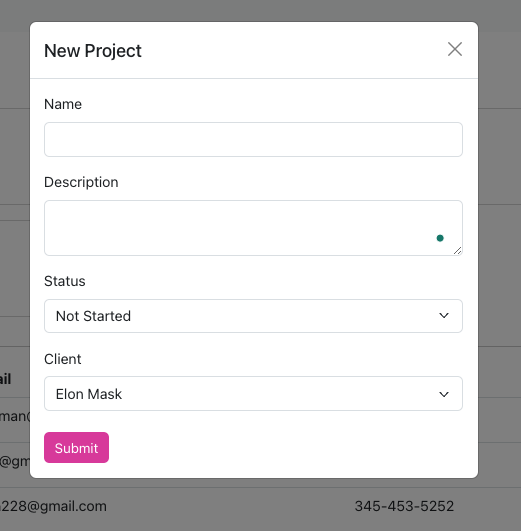 New Project
Name
Description
Status
Not Started
Client
Elon Mask
ail
man@
@gm
Submit
228@gmail.com 345-453-5252